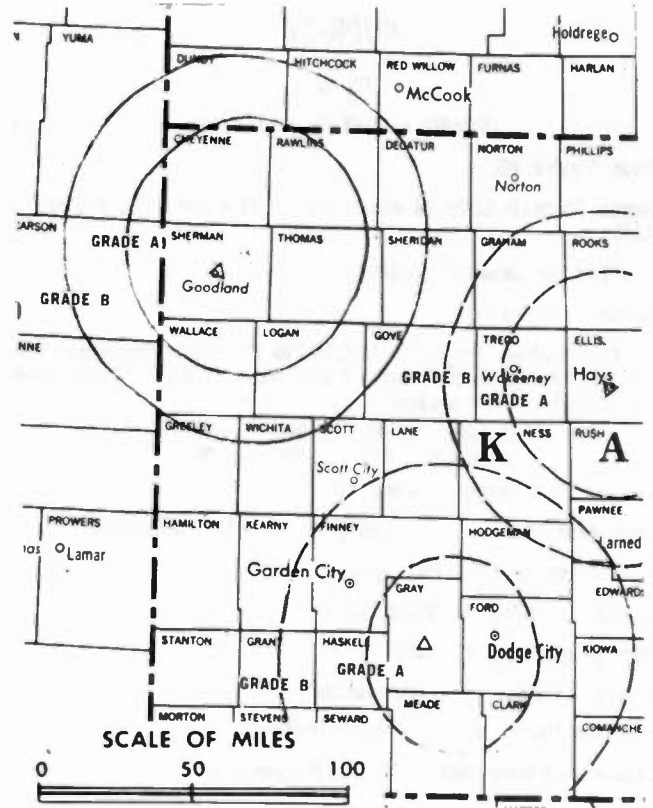 YUMA
Holdrege
DUNDY HITCHCOCK RED WILLOW FURNAS HARLAN
McCook
CHEYENNE RAWLINS DECATUR NORTON PHILLIPS
Norton
CARSON GRADE A SHERMAN THOMAS SHERIDAN GRAHAM ROOKS
Goodland
GRADE B
NNE WALLACE LOGAN GOVE TREGO ELLIS.
GRADE B Wakeeney Hays
GRADE A
GREELEY WICHITA SCOTT LANE K NESS RUSH A
Scott City
PAWNEE
PROWERS HAMILTON KEARNY FINNEY HODGEMAN Larned
Lamar
Garden City GRAY EDWARDS
FORD
STANTON GRANT HASKELL Dodge City KIOWA
GRADE B GRADE A
MEADE CLARK
MORTON STEVENS SEWARD COMANCHE
SCALE OF MILES
0 50 100